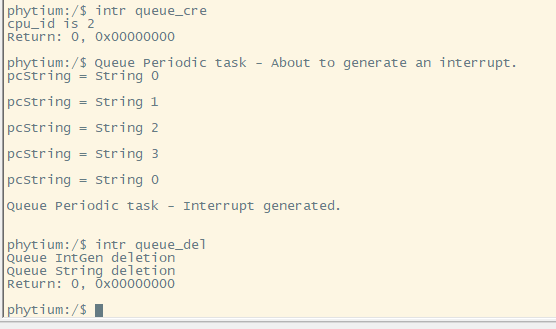 phytium:/$ intr queue_cre
cpu_id is 2
Return: 0, 0x00000000
phytium:/$ Queue Periodic task - About to generate an interrupt.
pcString = String 0
pcString = String 1
pcString = String 2
pcString = String 3
pcString = String 0
Queue Periodic task - Interrupt generated.
phytium:/$ intr queue_del
Queue IntGen deletion
Queue String deletion
Return: 0, 0x00000000
phytium:/$